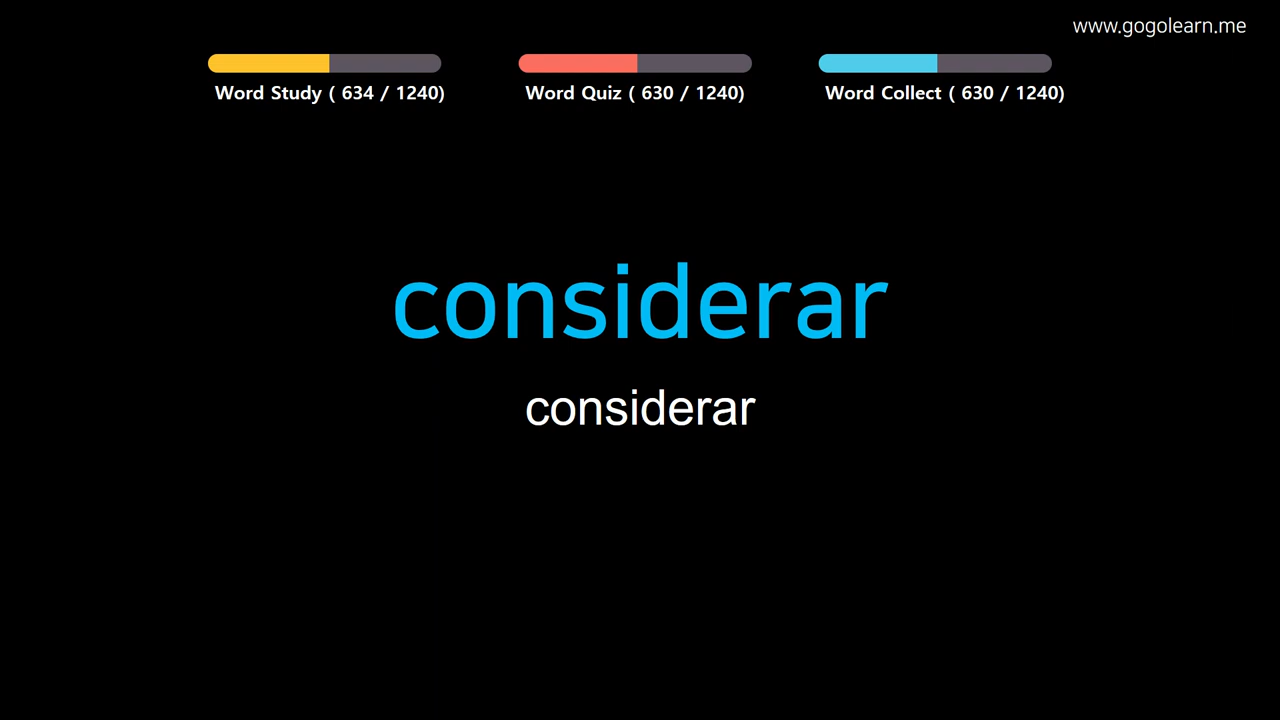 www.gogolearn.me
Word Study ( 634 / 1240)
Word Quiz ( 630 / 1240)
Word Collect ( 630 / 1240)
considerar
considerar